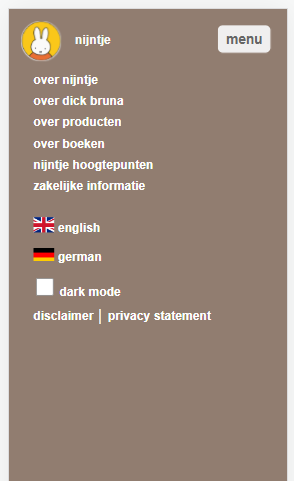 nijntje
menu
over nijntje
over dick bruna
over producten
over boeken
nijntje hoogtepunten
zakelijke informatie
english
german
dark mode
disclaimer | privacy statement